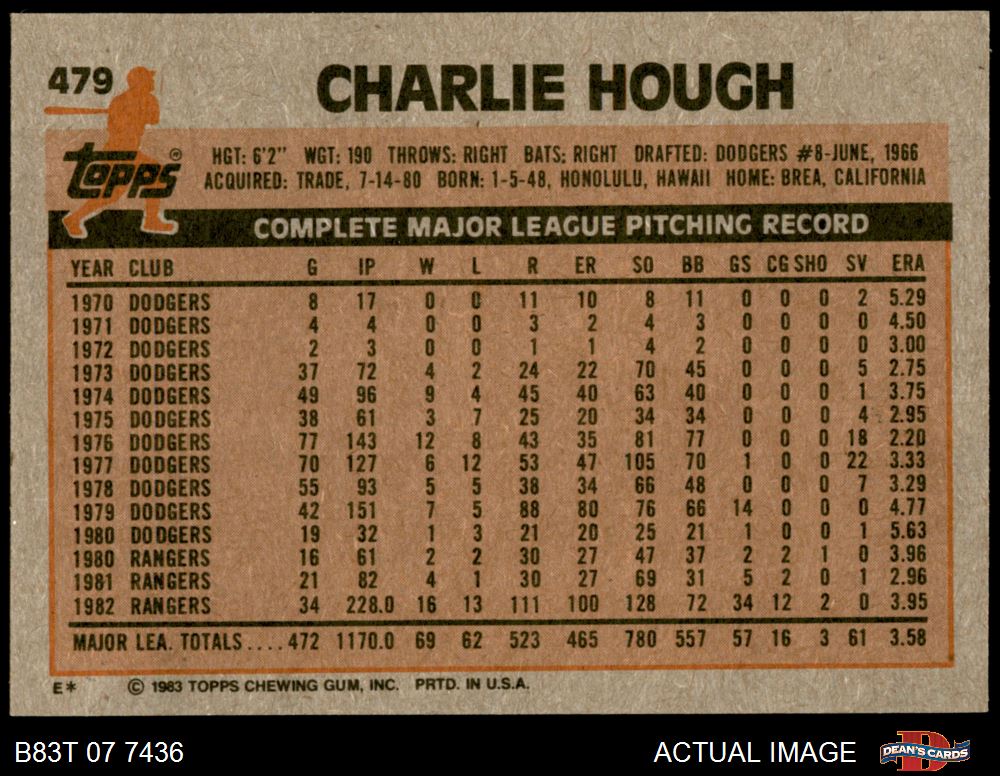 479
CHARLIE HOUGH
topps®
HGT: 6'2" WGT: 190 THROWS: RIGHT BATS: RIGHT DRAFTED: DODGERS #8-JUNE, 1966
ACQUIRED: TRADE, 7-14-80 BORN: 1-5-48, HONOLULU, HAWAII HOME: BREA, CALIFORNIA
COMPLETE MAJOR LEAGUE PITCHING RECORD
YEAR CLUB G IP W L R ER SO BB GS CG SHO SV ERA
1970 DODGERS 8 17 0 0 11 10 8 11 0 0 0 2 5.29
1971 DODGERS 4 4 0 0 3 2 4 3 0 0 0 0 4.50
1972 DODGERS 2 3 0 0 1 1 4 2 0 0 0 0 3.00
1973 DODGERS 37 72 4 2 24 22 70 45 0 0 0 5 2.75
1974 DODGERS 49 96 9 4 45 40 63 40 0 0 0 1 3.75
1975 DODGERS 38 61 3 7 25 20 34 34 0 0 0 4 2.95
1976 DODGERS 77 143 12 8 43 35 81 77 0 0 0 18 2.20
1977 DODGERS 70 127 6 12 53 47 105 70 1 0 0 22 3.33
1978 DODGERS 55 93 5 5 38 34 66 48 0 0 0 7 3.29
1979 DODGERS 42 151 7 5 88 80 76 66 14 0 0 0 4.77
1980 DODGERS 19 32 1 3 21 20 25 21 1 0 0 1 5.63
1980 RANGERS 16 61 2 2 30 27 47 37 2 2 1 0 3.96
1981 RANGERS 21 82 4 1 30 27 69 31 5 2 0 1 2.96
1982 RANGERS 34 228.0 16 13 111 100 128 72 34 12 2 0 3.95
MAJOR LEA. TOTALS .... 472 1170.0 69 62 523 465 780 557 57 16 3 61 3.58
E* © 1983 TOPPS CHEWING GUM, INC. PRTD. IN U.S.A.
B83T 07 7436 ACTUAL IMAGE DEAN'S CARDS